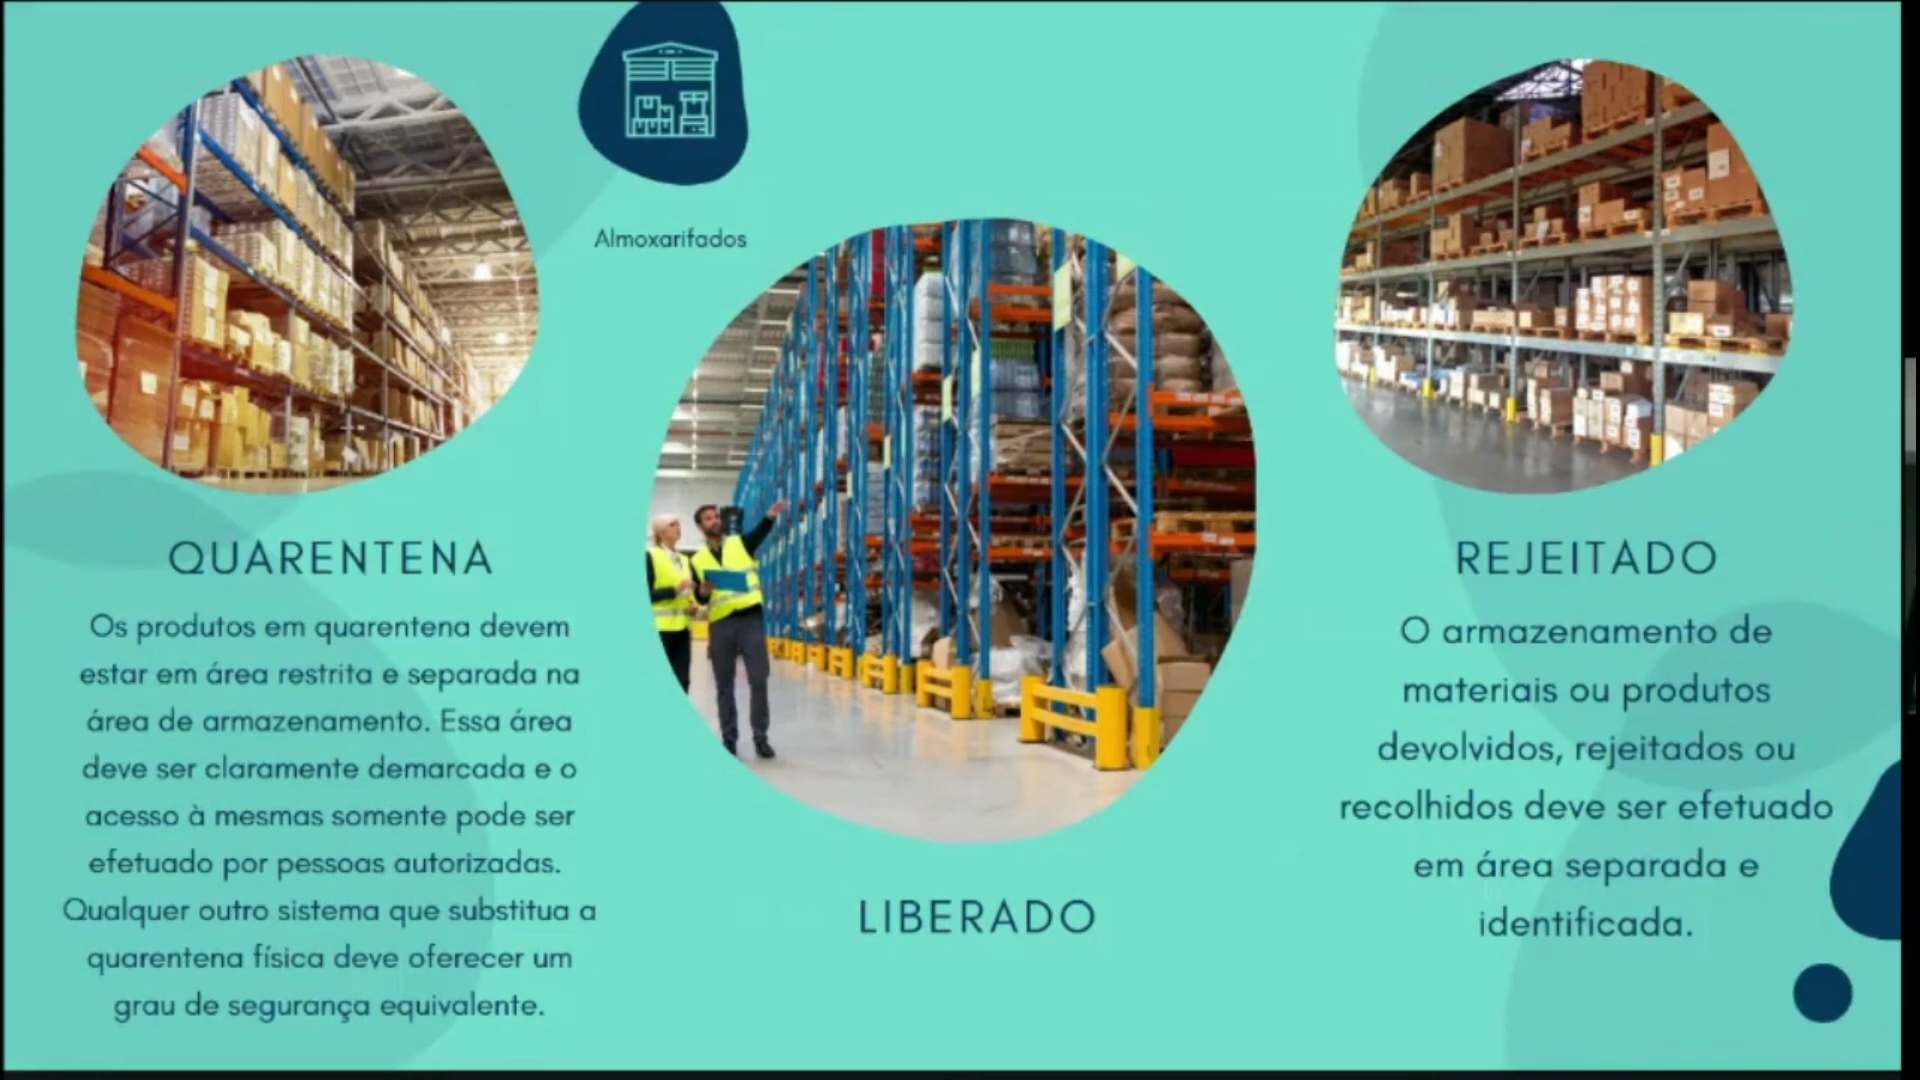 Almoxarifados
QUARENTENA
Os produtos em quarentena devem
estar em área restrita e separada na
área de armazenamento. Essa área
deve ser claramente demarcada e o
acesso à mesmas somente pode ser
efetuado por pessoas autorizadas.
Qualquer outro sistema que substitua a
quarentena física deve oferecer um
grau de segurança equivalente.
LIBERADO
REJEITADO
O armazenamento de
materiais ou produtos
devolvidos, rejeitados ou
recolhidos deve ser efetuado
em área separada e
identificada.